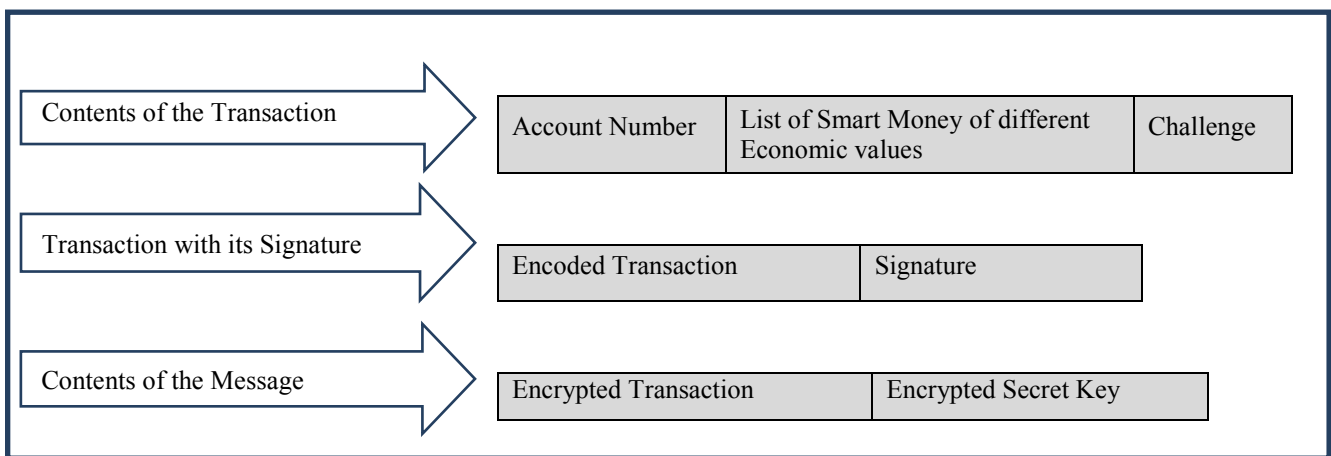 Contents of the Transaction
Account Number
List of Smart Money of different
Economic values
Challenge
Transaction with its Signature
Encoded Transaction
Signature
Contents of the Message
Encrypted Transaction
Encrypted Secret Key